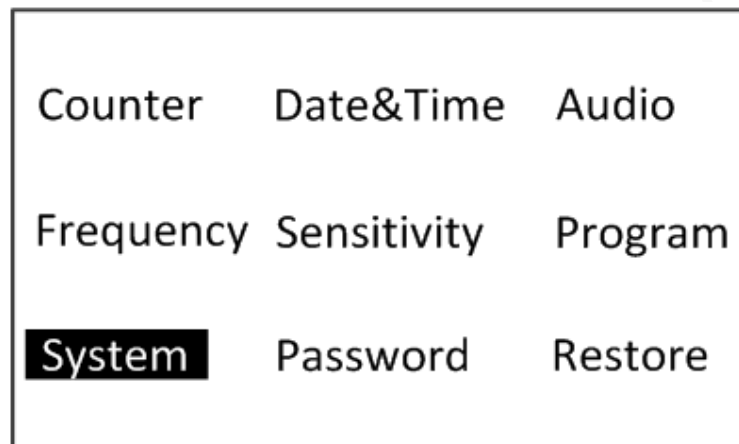 Counter Date&Time Audio
Frequency Sensitivity Program
System Password Restore